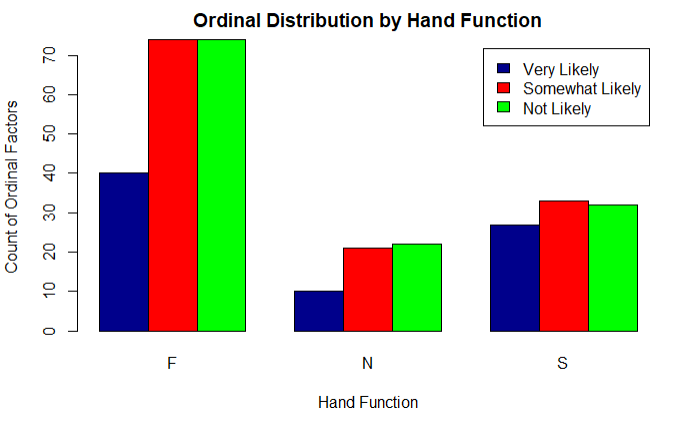 Ordinal Distribution by Hand Function
Very Likely
Somewhat Likely
Not Likely
Count of Ordinal Factors
70
60
50
40
30
20
10
0
F N S
Hand Function